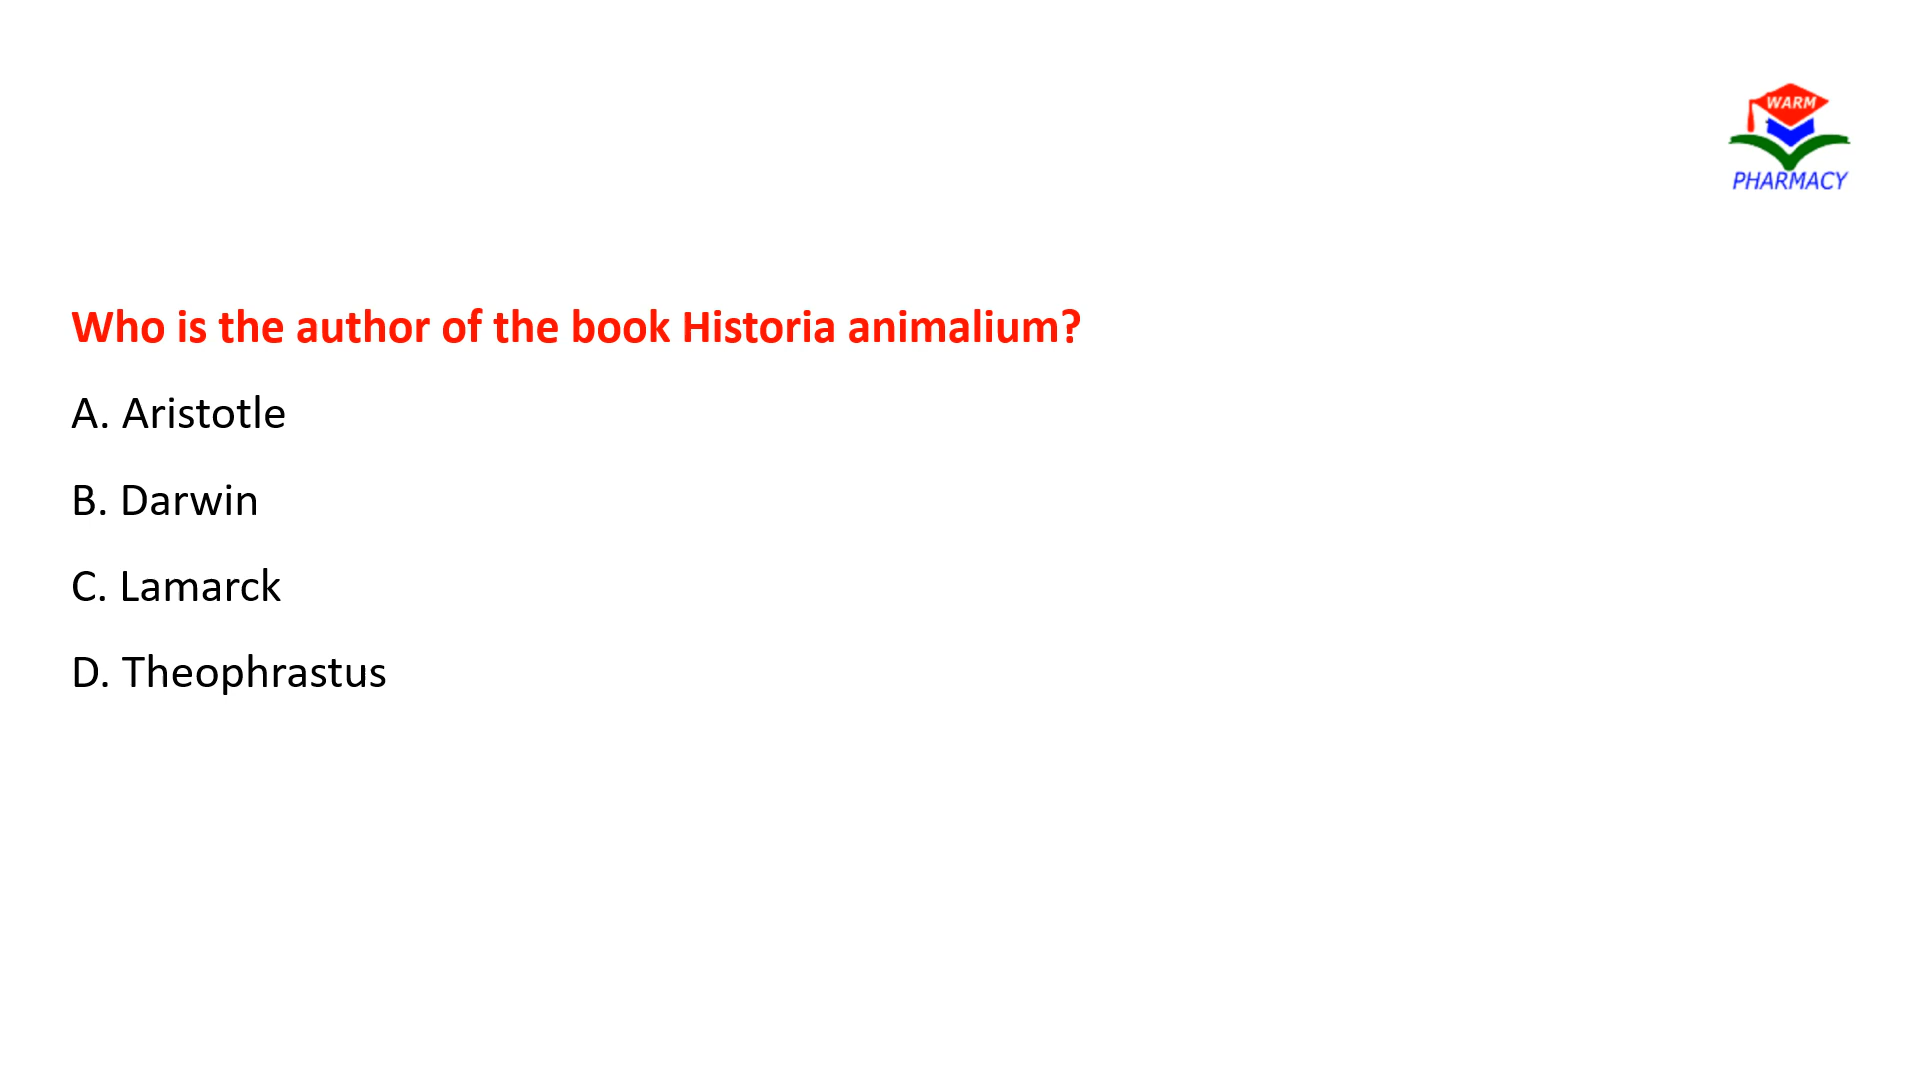 WARM
PHARMACY
Who is the author of the book Historia animalium?
A. Aristotle
B. Darwin
C. Lamarck
D. Theophrastus